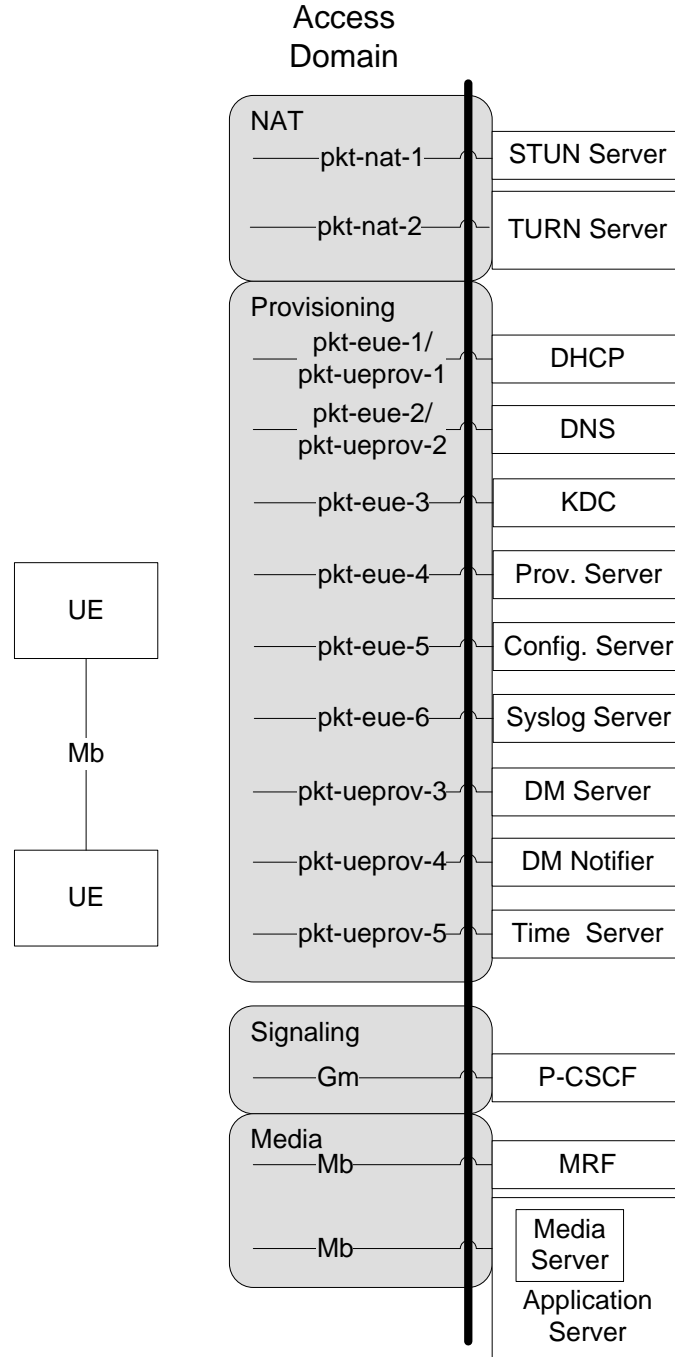 Access
Domain
NAT
pkt-nat-1
STUN Server
pkt-nat-2
TURN Server
Provisioning
pkt-eue-1/
pkt-ueprov-1
DHCP
pkt-eue-2/
pkt-ueprov-2
DNS
pkt-eue-3
KDC
pkt-eue-4
Prov. Server
UE
pkt-eue-5
Config. Server
pkt-eue-6
Syslog Server
Mb
pkt-ueprov-3
DM Server
pkt-ueprov-4
DM Notifier
UE
pkt-ueprov-5
Time Server
Signaling
Gm
P-CSCF
Media
Mb
MRF
Mb
Media
Server
Application
Server